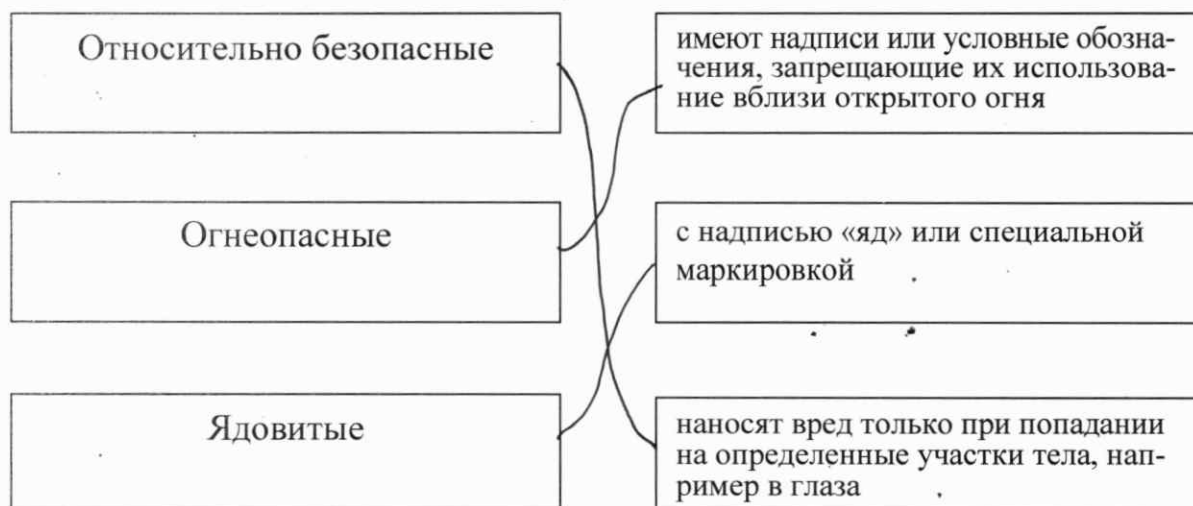 Относительно безопасные
имеют надписи или условные обозна-
чения, запрещающие их использова-
ние вблизи открытого огня
Огнеопасные
с надписью «яд» или специальной
маркировкой
Ядовитые
наносят вред только при попадании
на определенные участки тела, нап-
ример в глаза